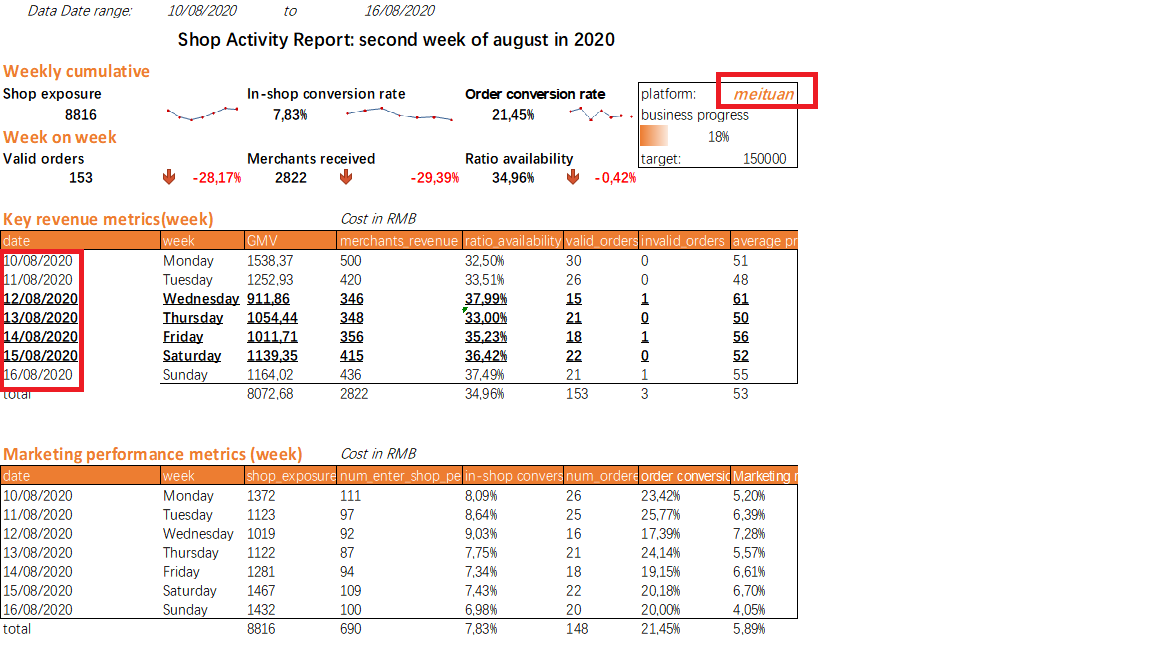 Data Date range: 10/08/2020 to 16/08/2020
Shop Activity Report: second week of august in 2020
Weekly cumulative
Shop exposure In-shop conversion rate Order conversion rate platform: meituan
8816 7,83% 21,45% business progress
Week on week 18%
Valid orders Merchants received Ratio availability target: 150000
153 -28,17% 2822 -29,39% 34,96% -0,42%
Key revenue metrics(week) Cost in RMB
date week GMV merchants_revenue ratio_availability valid_orders invalid_orders average pr
10/08/2020 Monday 1538,37 500 32,50% 30 0 51
11/08/2020 Tuesday 1252,93 420 33,51% 26 0 48
12/08/2020 Wednesday 911,86 346 37,99% 15 1 61
13/08/2020 Thursday 1054,44 348 33,00% 21 0 50
14/08/2020 Friday 1011,71 356 35,23% 18 1 56
15/08/2020 Saturday 1139,35 415 36,42% 22 0 52
16/08/2020 Sunday 1164,02 436 37,49% 21 1 55
total 8072,68 2822 34,96% 153 3 53
Marketing performance metrics (week) Cost in RMB
date week shop_exposure num_enter_shop_pe in-shop convers num_ordere order conversio Marketing r
10/08/2020 Monday 1372 111 8,09% 26 23,42% 5,20%
11/08/2020 Tuesday 1123 97 8,64% 25 25,77% 6,39%
12/08/2020 Wednesday 1019 92 9,03% 16 17,39% 7,28%
13/08/2020 Thursday 1122 87 7,75% 21 24,14% 5,57%
14/08/2020 Friday 1281 94 7,34% 18 19,15% 6,61%
15/08/2020 Saturday 1467 109 7,43% 22 20,18% 6,70%
16/08/2020 Sunday 1432 100 6,98% 20 20,00% 4,05%
total 8816 690 7,83% 148 21,45% 5,89%